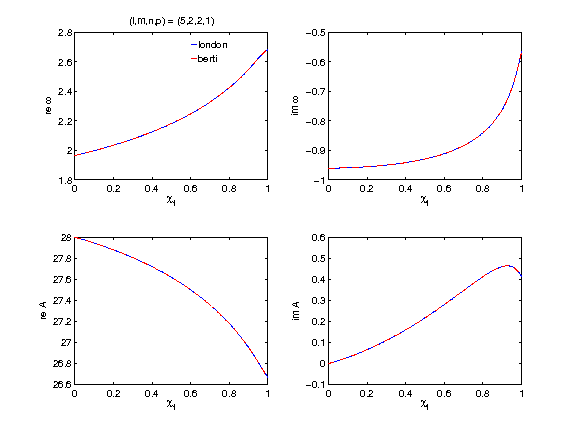 (l,m,n,p) = (5,2,2,1)
2.8
2.6
2.4
2.2
2
1.8
re ω
london
berti
0 0.2 0.4 0.6 0.8 1
χf
−0.5
−0.6
−0.7
−0.8
−0.9
−1
im ω
0 0.2 0.4 0.6 0.8 1
χf
28
27.8
27.6
27.4
27.2
27
26.8
26.6
re A
0 0.2 0.4 0.6 0.8 1
χf
0.6
0.5
0.4
0.3
0.2
0.1
0
−0.1
im A
0 0.2 0.4 0.6 0.8 1
χf